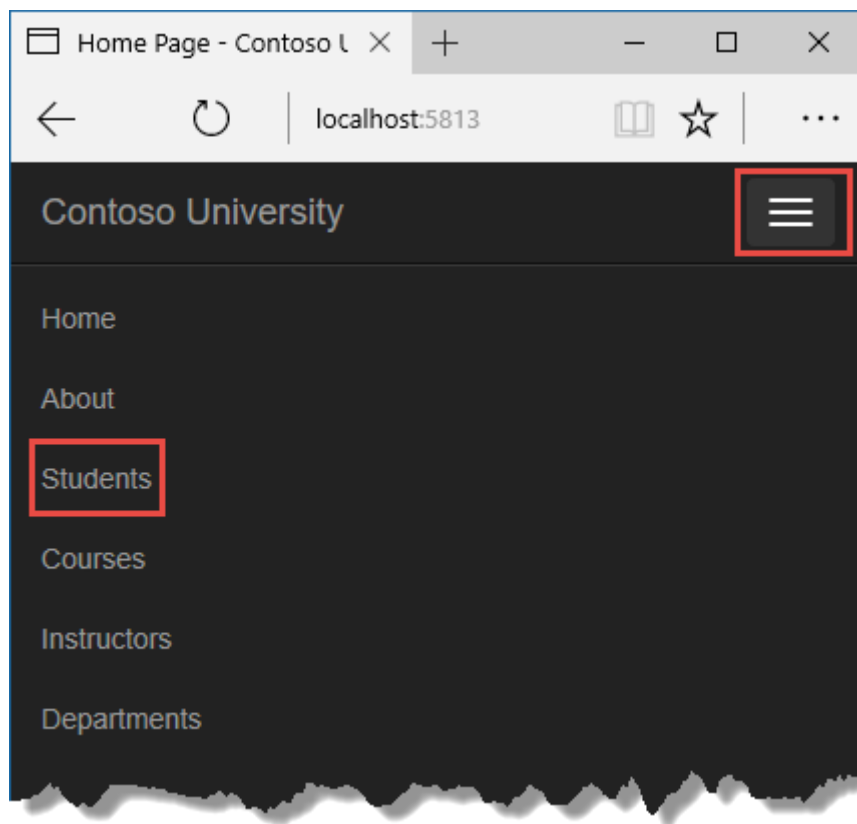 Home Page - Contoso U
localhost:5813
Contoso University
Home
About
Students
Courses
Instructors
Departments